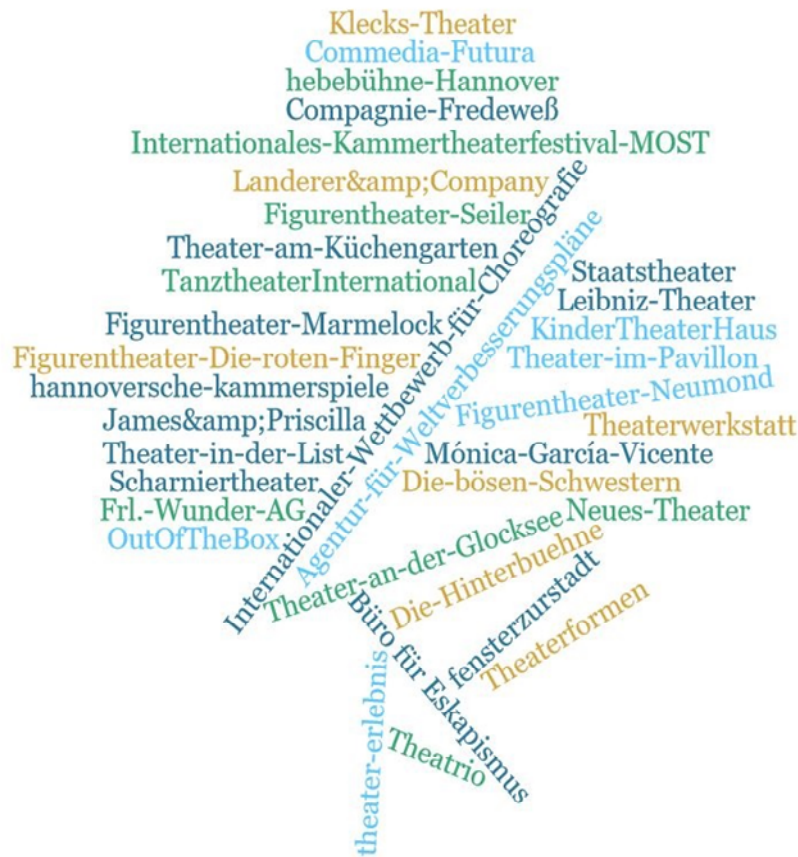 Klecks-Theater
Commedia-Futura
hebebühne-Hannover
Compagnie-Fredeweß
Internationales-Kammertheaterfestival-MOST
Landerer&amp;Company
Figurentheater-Seiler
Theater-am-Küchengarten
TanztheaterInternational
Figurentheater-Marmelock
Figurentheater-Die-roten-Finger
hannoversche-kammerspiele
James&amp;Priscilla
Theater-in-der-List
Scharniertheater
Frl.-Wunder-AG
OutOfTheBox
Internationaler-Wettbewerb-für-Choreografie
Agentur-für-Weltverbesserungspläne
Staatstheater
Leibniz-Theater
KinderTheaterHaus
Theater-im-Pavillon
Figurentheater-Neumond
Theaterwerkstatt
Mónica-García-Vicente
Die-bösen-Schwestern
Neues-Theater
Theater-an-der-Glocksee
Die-Hinterbuehne
fensterzurstadt
Theaterformen
Büro für Eskapismus
theater-erlebnis
Theatrio